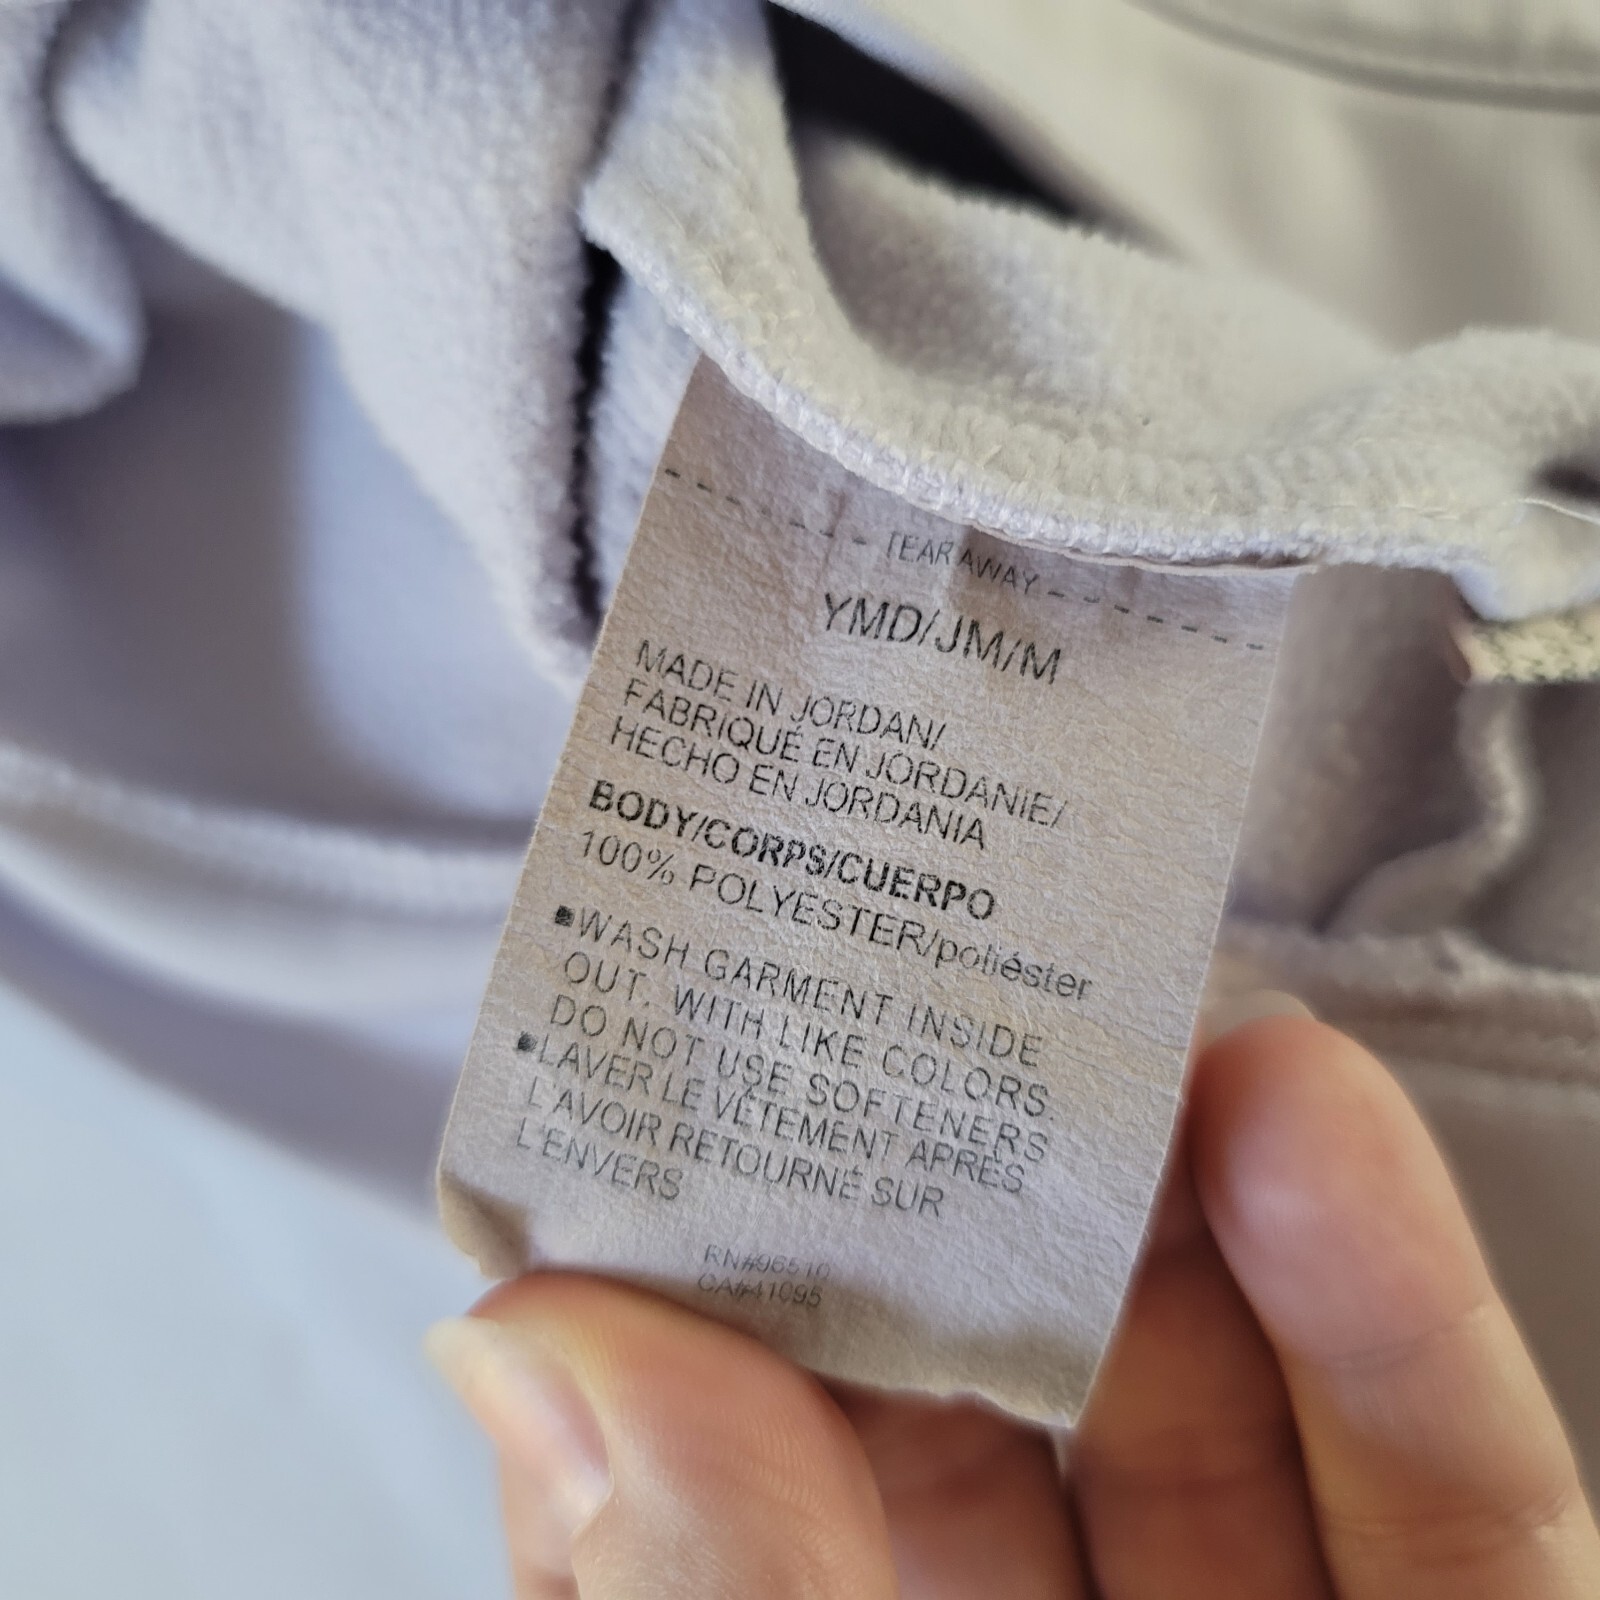 TEAR AWAY
YMD/JM/M
MADE IN JORDAN/
FABRIQUÉ EN JORDANIE/
HECHO EN JORDANIA
BODY/CORPS/CUERPO
100% POLYESTER/poliéster
▪WASH GARMENT INSIDE
OUT. WITH LIKE COLORS.
DO NOT USE SOFTENERS
▪LAVER LE VÊTEMENT APRÈS
L'AVOIR RETOURNÉ SUR
L'ENVERS
RN#96510
CA#41095